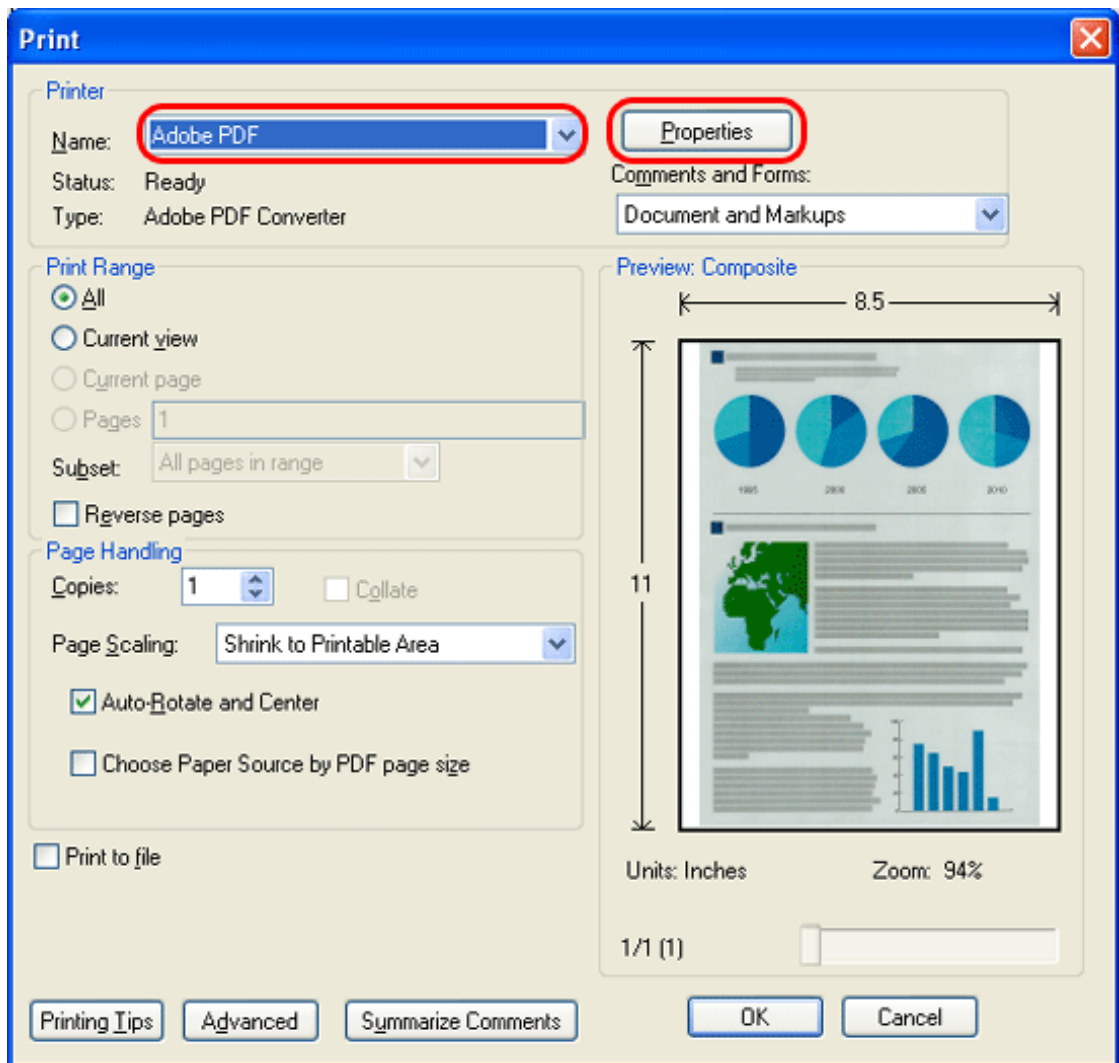 Print
Printer
Name: Adobe PDF
Properties
Status: Ready
Comments and Forms:
Type: Adobe PDF Converter
Document and Markups
Print Range
All
Current view
Current page
Pages 1
Subset: All pages in range
Reverse pages
Page Handling
Copies: 1
Collate
Page Scaling: Shrink to Printable Area
Auto-Rotate and Center
Choose Paper Source by PDF page size
Print to file
Preview: Composite
8.5
11
1995 2000 2005 2010
Units: Inches Zoom: 94%
1/1 (1)
Printing Tips Advanced Summarize Comments OK Cancel